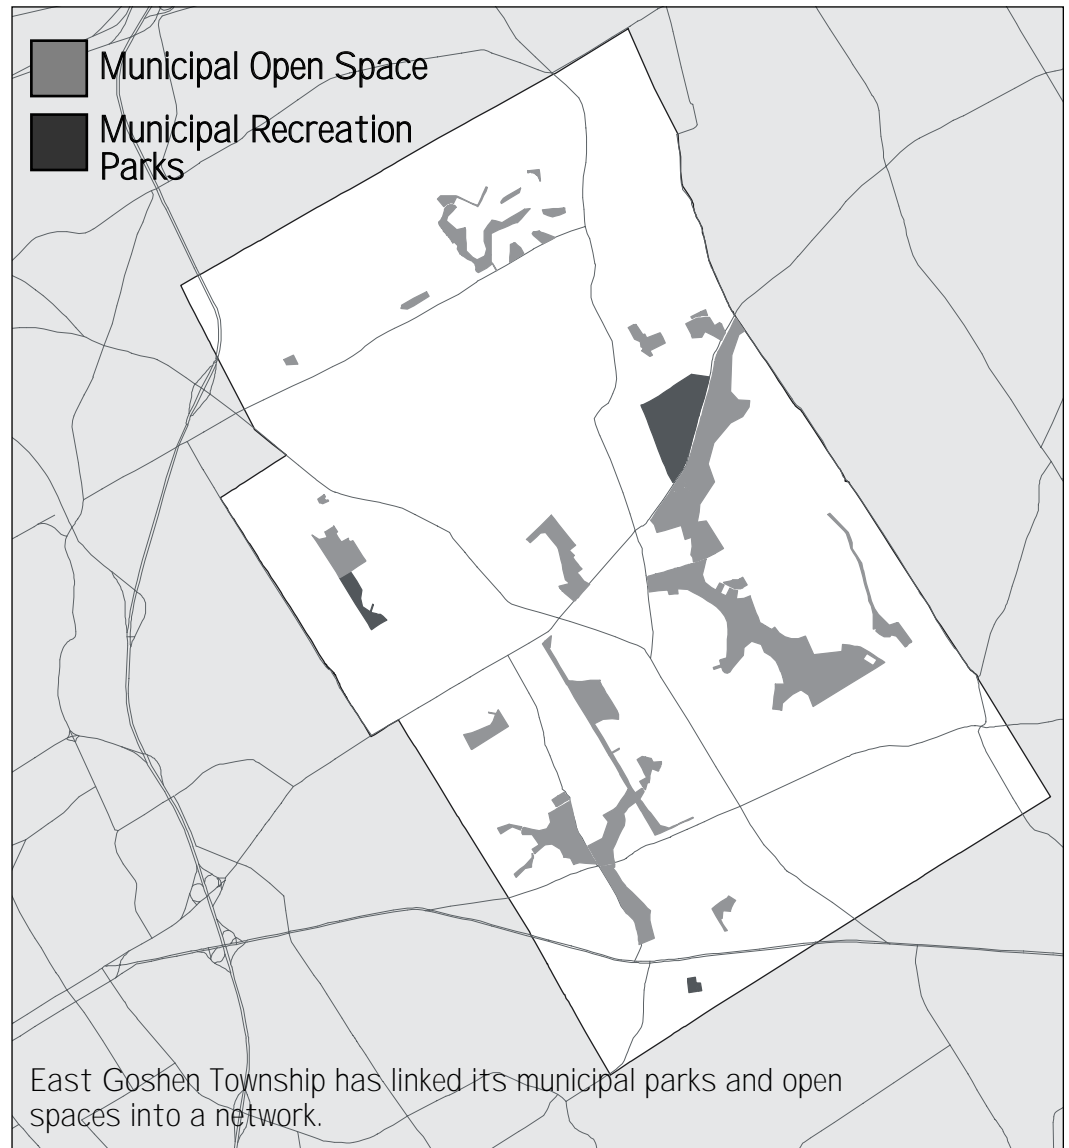 Municipal Open Space
Municipal Recreation
Parks
East Goshen Township has linked its municipal parks and open
spaces into a network.